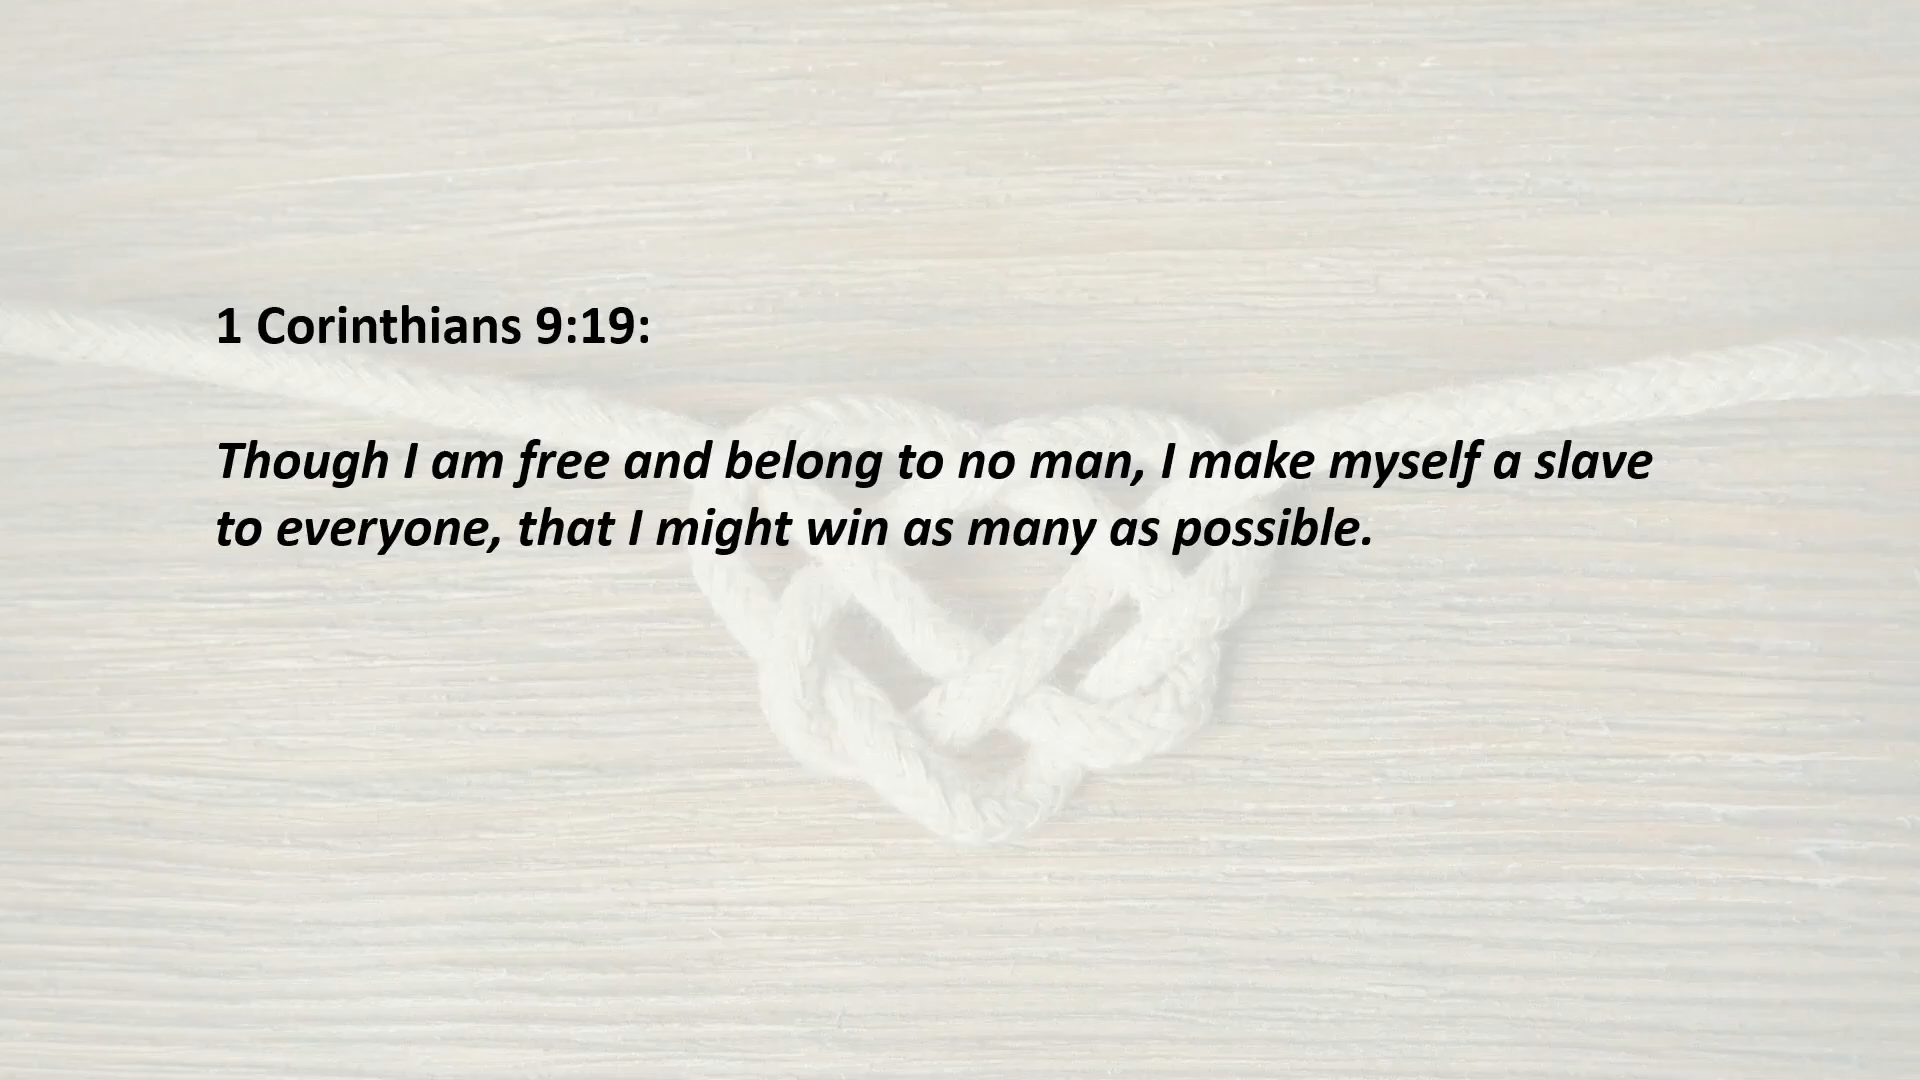 1 Corinthians 9:19:
Though I am free and belong to no man, I make myself a slave
to everyone, that I might win as many as possible.